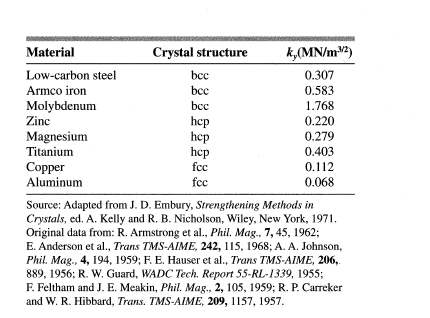 Material Crystal structure k_y(MN/m^3/2)
Low-carbon steel bcc 0.307
Armco iron bcc 0.583
Molybdenum bcc 1.768
Zinc hcp 0.220
Magnesium hcp 0.279
Titanium hcp 0.403
Copper fcc 0.112
Aluminum fcc 0.068
Source: Adapted from J. D. Embury, Strengthening Methods in
Crystals, ed. A. Kelly and R. B. Nicholson, Wiley, New York, 1971.
Original data from: R. Armstrong et al., Phil. Mag., 7, 45, 1962;
E. Anderson et al., Trans TMS-AIME, 242, 115, 1968; A. A. Johnson,
Phil. Mag., 4, 194, 1959; F. E. Hauser et al., Trans TMS-AIME, 206,
889, 1956; R. W. Guard, WADC Tech. Report 55-RL-1339, 1955;
F. Feltham and J. E. Meakin, Phil. Mag., 2, 105, 1959; R. P. Carreker
and W. R. Hibbard, Trans. TMS-AIME, 209, 1157, 1957.